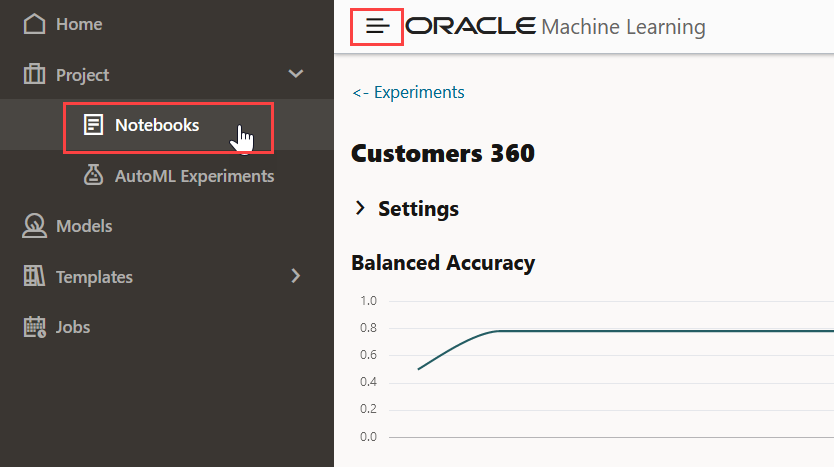 Home
Project
Notebooks
AutoML Experiments
Models
Templates
Jobs
ORACLE Machine Learning
<- Experiments
Customers 360
Settings
Balanced Accuracy
1.0
0.8
0.6
0.4
0.2
0.0